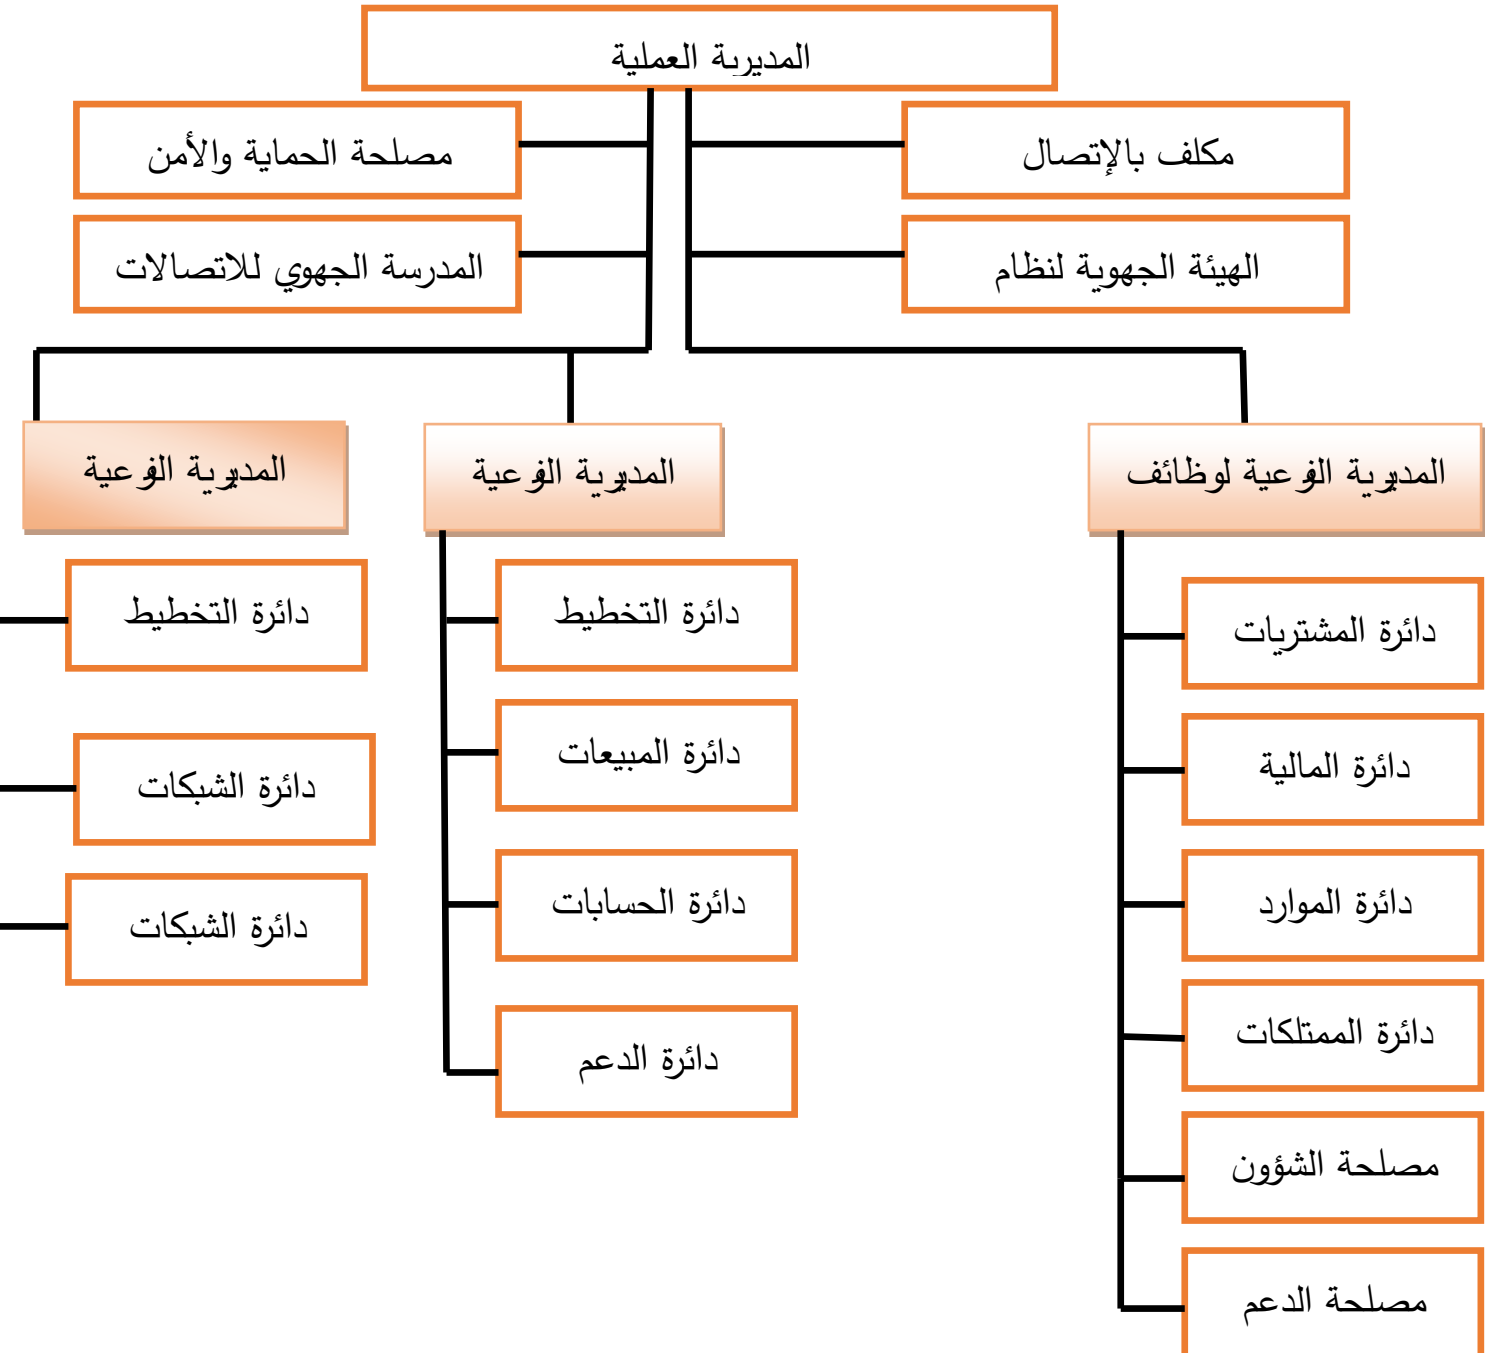 المديرية العملية
مكلف بالإتصال
مصلحة الحماية والأمن
الهيئة الجهوية لنظام
المدرسة الجهوي للاتصالات
المديرية الفرعية لوظائف
المديرية الفرعية
المديرية الفرعية
دائرة المشتريات
دائرة المالية
دائرة الموارد
دائرة الممتلكات
مصلحة الشؤون
مصلحة الدعم
دائرة التخطيط
دائرة المبيعات
دائرة الحسابات
دائرة الدعم
دائرة التخطيط
دائرة الشبكات
دائرة الشبكات